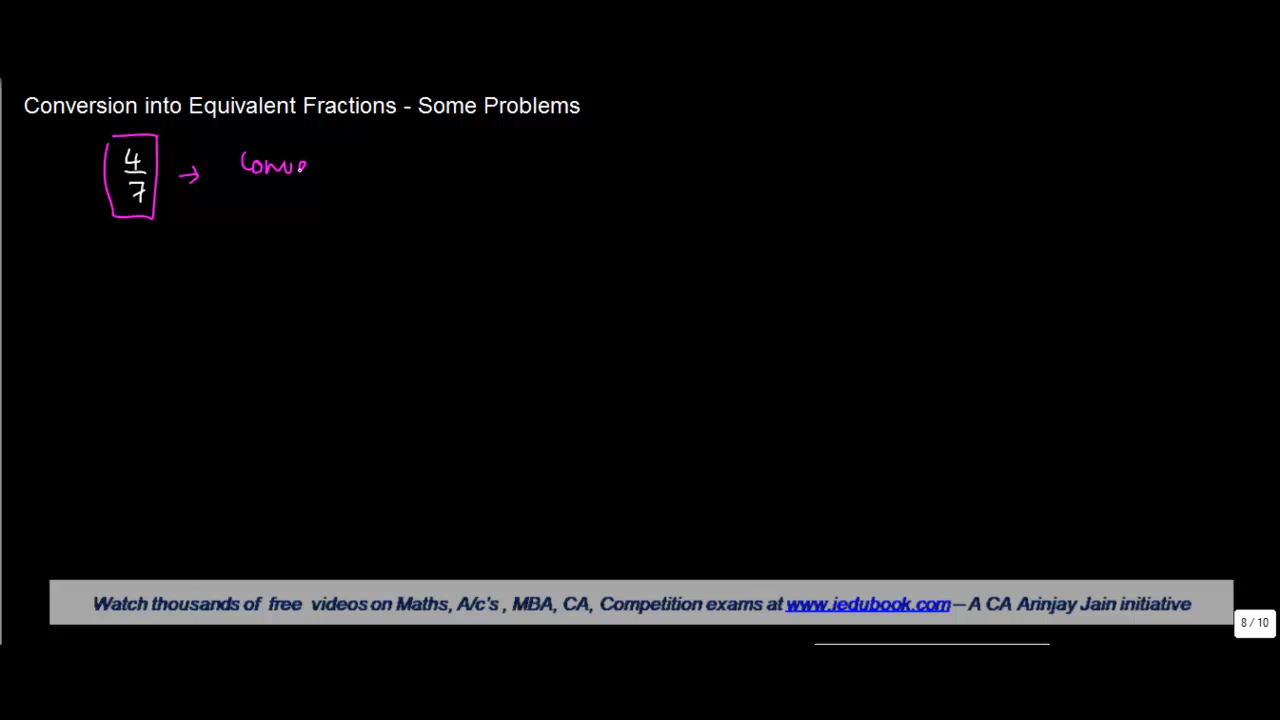 Conversion into Equivalent Fractions - Some Problems
4/7 → Conve
Watch thousands of free videos on Maths, A/c's , MBA, CA, Competition exams at www.iedubook.com – A CA Arinjay Jain initiative
8 / 10